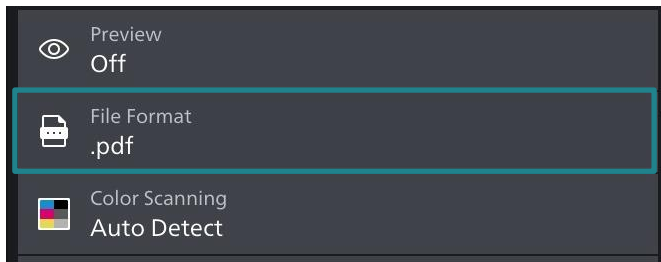 Preview
Off
File Format
.pdf
Color Scanning
Auto Detect